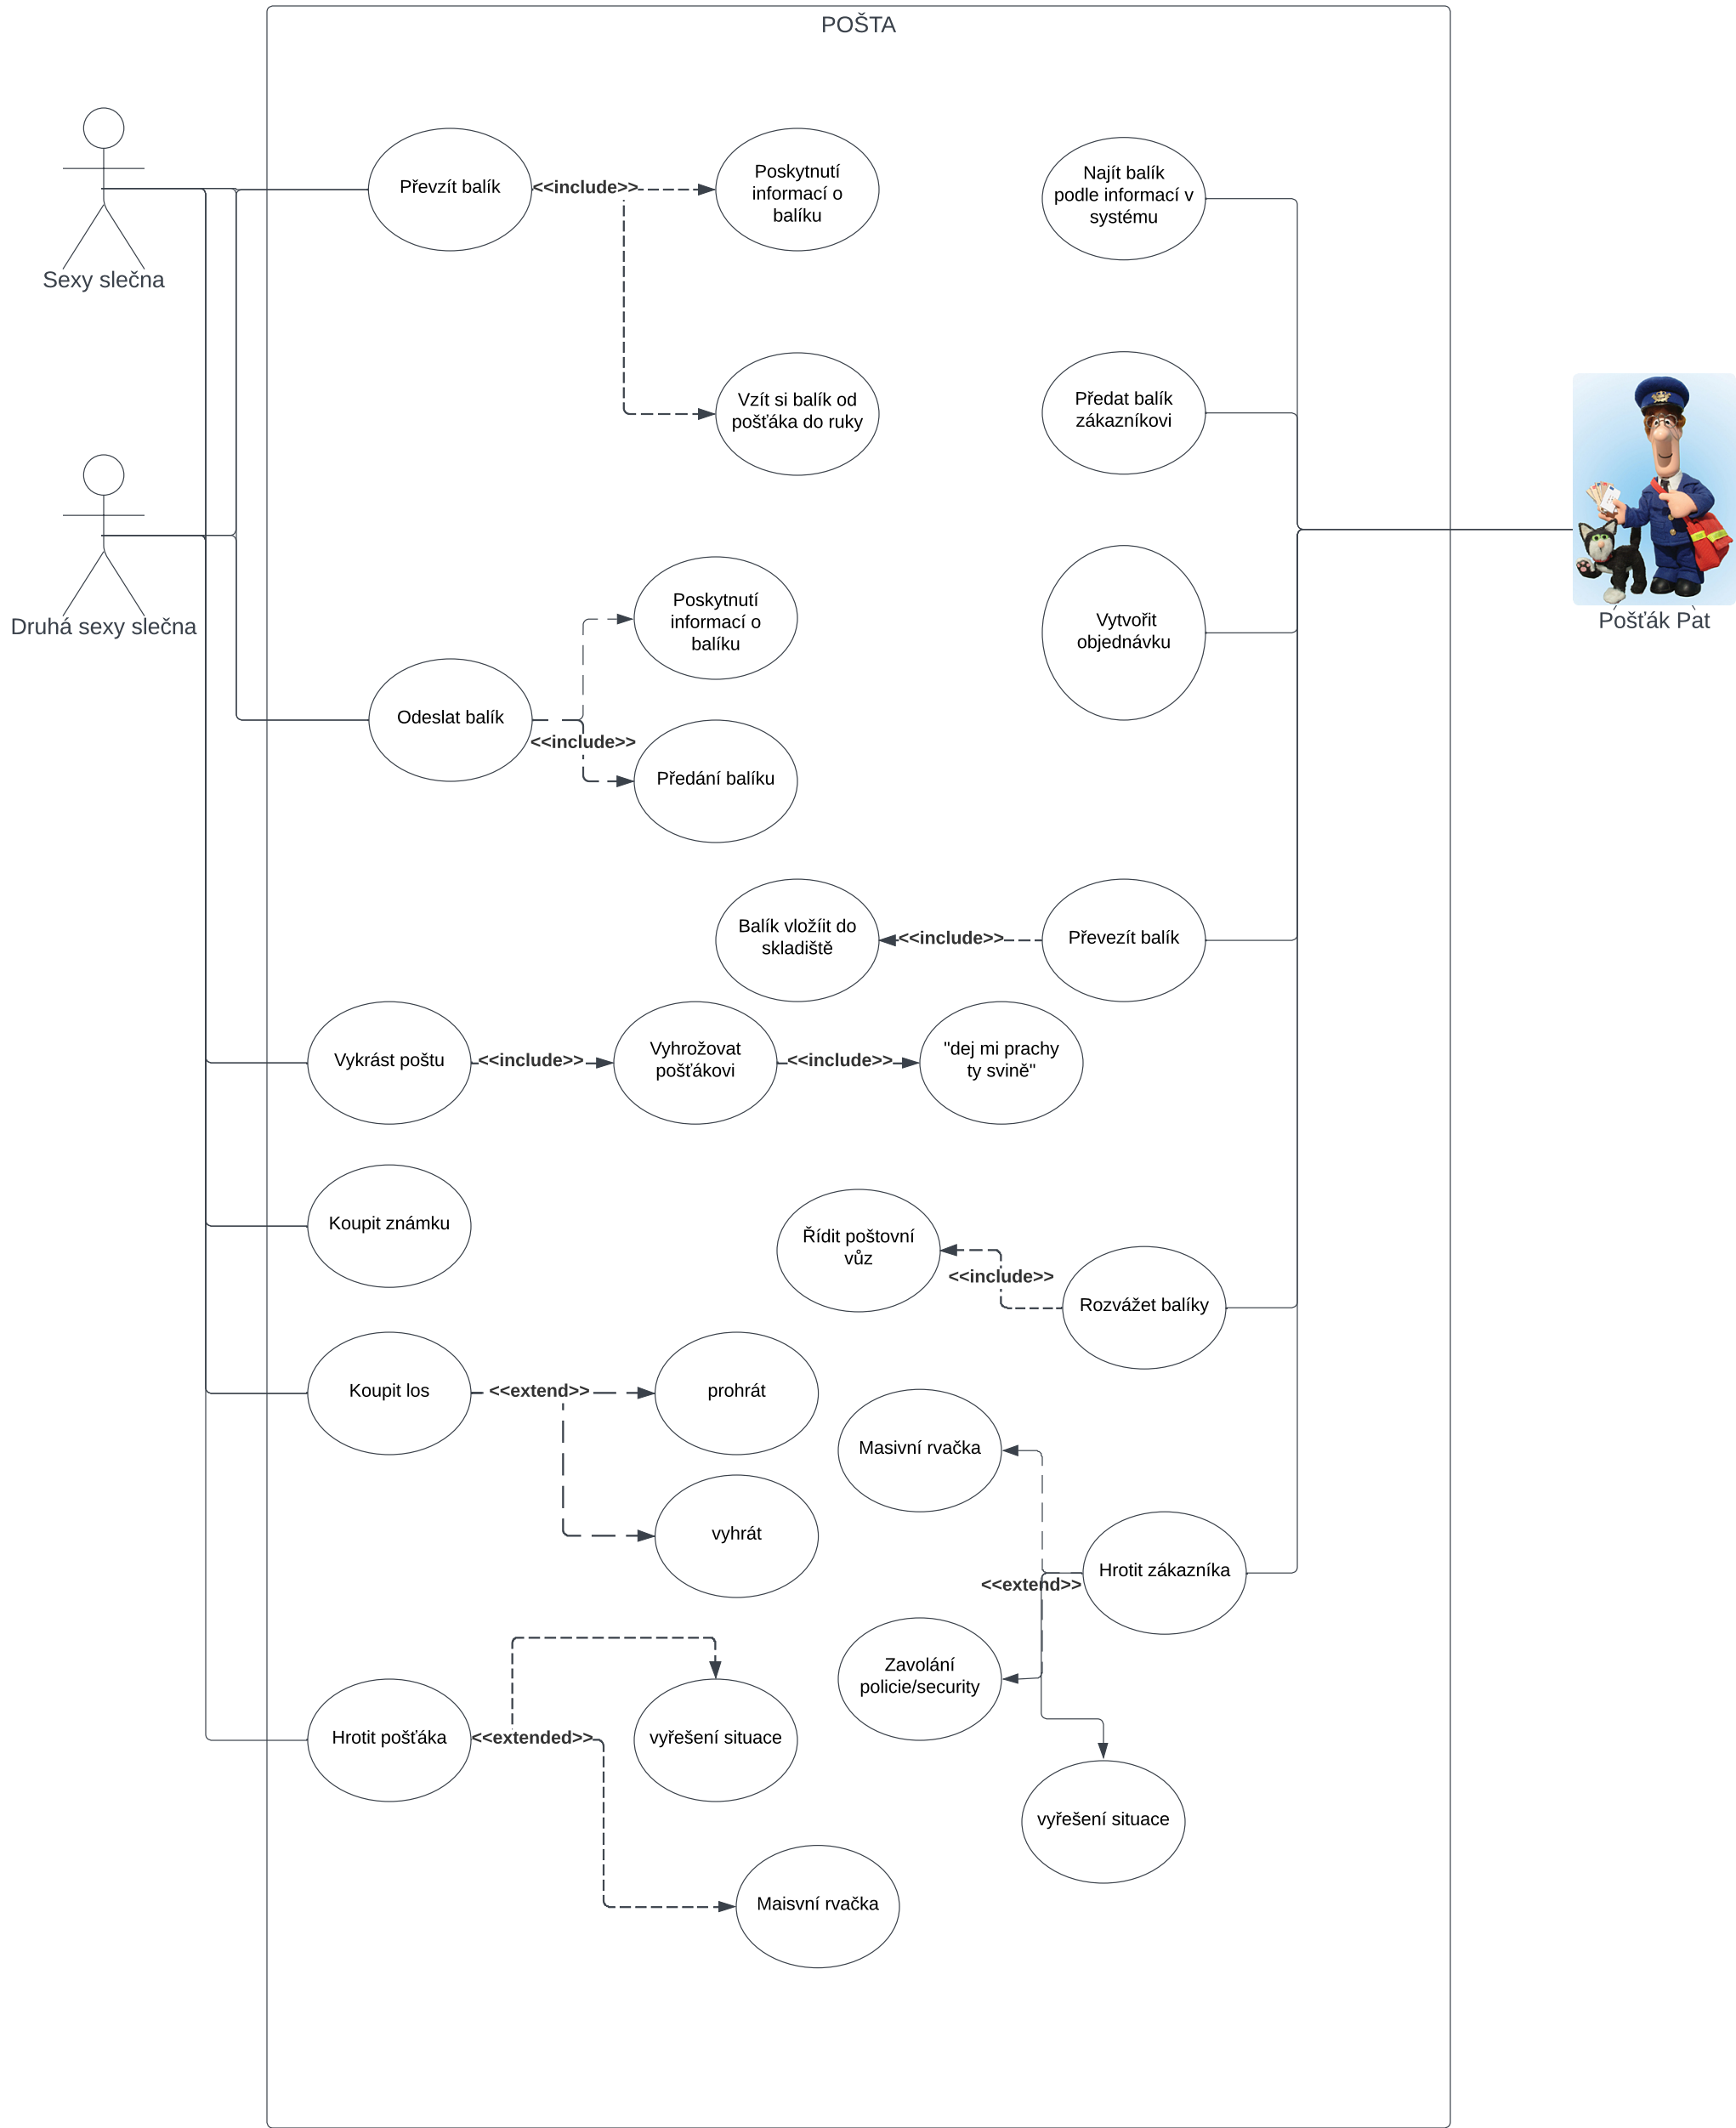 POŠTA
Sexy slečna
Převzít balík
<<include>>
Poskytnutí
informací o
balíku
Najít balík
podle informací v
systému
Vzít si balík od
pošťáka do ruky
Předat balík
zákazníkovi
Druhá sexy slečna
Pošťák Pat
Poskytnutí
informací o
balíku
Vytvořit
objednávku
Odeslat balík
<<include>>
Předání balíku
Balík vložíit do
skladiště
<<include>>
Převezít balík
Vykrást poštu
<<include>>
Vyhrožovat
pošťákovi
<<include>>
"dej mi prachy
ty svině"
Koupit známku
Řídit poštovní
vůz
<<include>>
Rozvážet balíky
Koupit los
<<extend>>
prohrát
Masivní rvačka
vyhrát
Hrotit zákazníka
<<extend>>
Zavolání
policie/security
Hrotit pošťáka
<<extended>>
vyřešení situace
vyřešení situace
Maisvní rvačka